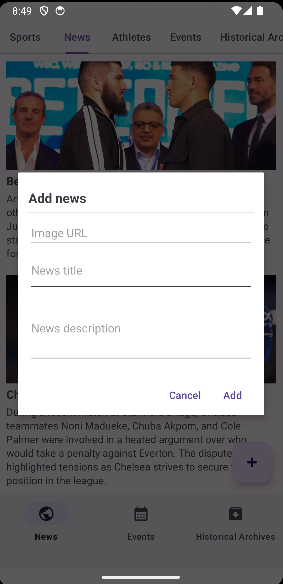 8:49
Sports News Athletes Events Historical Arc
Be
Ar
oth
n
Ju
e
sta
for
Add news
Image URL
News title
News description
Cancel Add
Ch
teammates Noni Madueke, Chuba Akpom, and Cole
Palmer were involved in a heated argument over who
would take a penalty against Everton. The dispute
highlighted tensions as Chelsea strives to secure
position in the league.
+
News Events Historical Archives